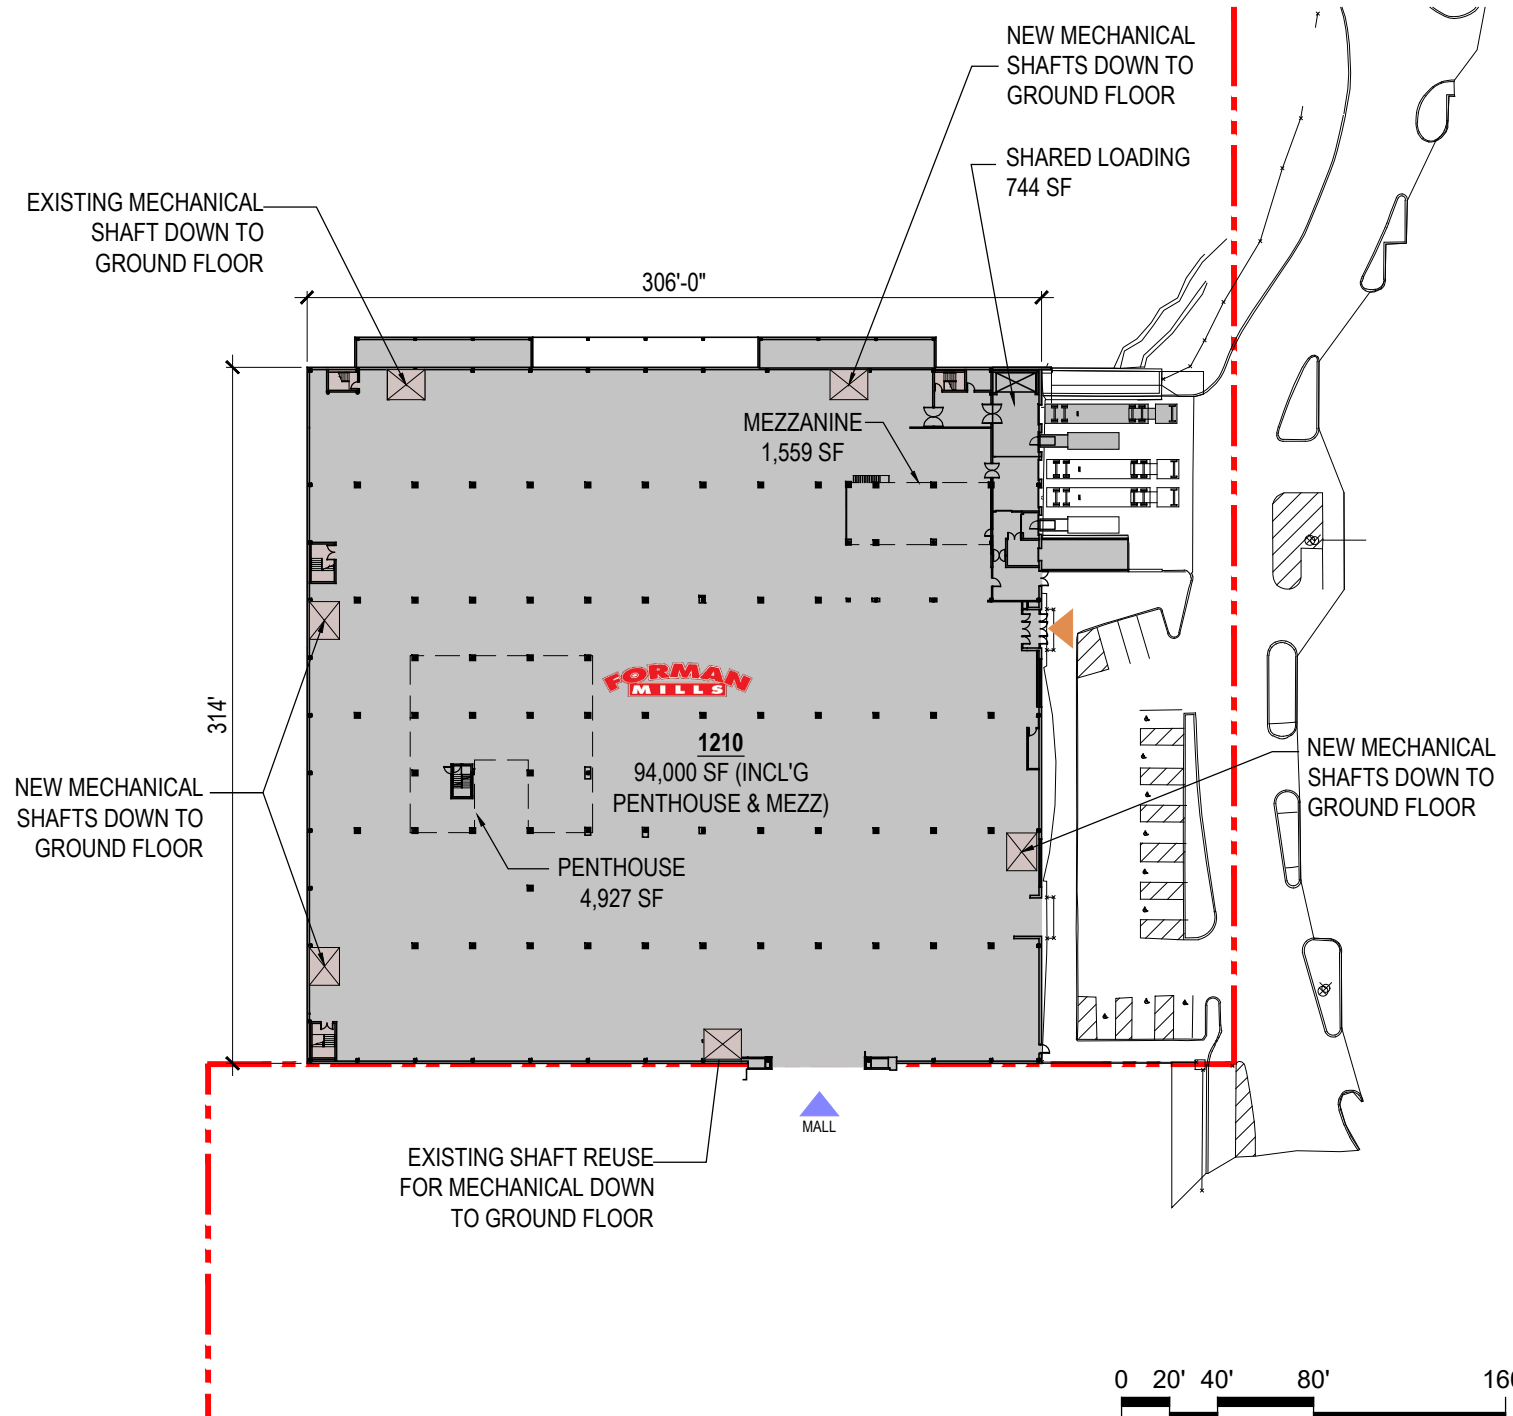 NEW MECHANICAL
SHAFTS DOWN TO
GROUND FLOOR
SHARED LOADING
744 SF
EXISTING MECHANICAL
SHAFT DOWN TO
GROUND FLOOR
306'-0"
MEZZANINE
1,559 SF
314'
FORMAN
MILLS
1210
94,000 SF (INCL'G
PENTHOUSE & MEZZ)
NEW MECHANICAL
SHAFTS DOWN TO
GROUND FLOOR
NEW MECHANICAL
SHAFTS DOWN TO
GROUND FLOOR
PENTHOUSE
4,927 SF
MALL
EXISTING SHAFT REUSE
FOR MECHANICAL DOWN
TO GROUND FLOOR
0 20' 40' 80'